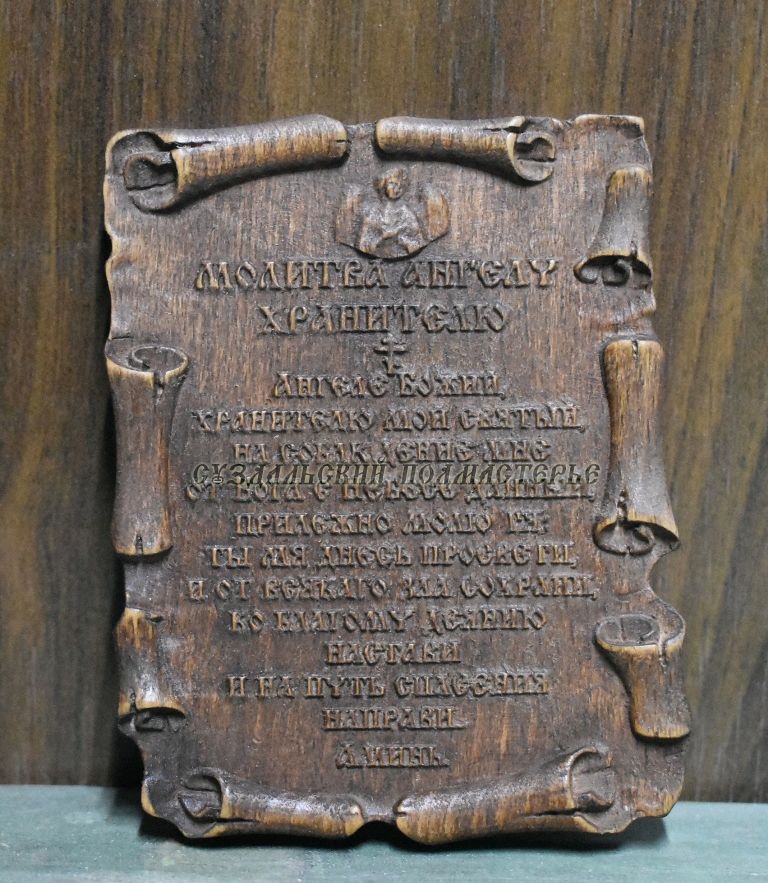 МОЛИТВА АНГЕЛУ
ХРАНИТЕЛЮ
АНГЕЛЕ БОЖИЙ,
ХРАНИТЕЛЮ МОЙ СВЯТЫЙ,
НА СОБЛЮДЕНИЕ МНЕ
СУЗДАЛЬСКИЙ ПОДМАСТЕРЬЕ
ОТ БОГА С НЕБЕСЕ ДАННЫЙ,
ПРИЛЕЖНО МОЛЮ ТЯ:
ТЫ МЯ ДНЕСЬ ПРОСВЕТИ,
И ОТ ВСЯКАГО ЗЛА СОХРАНИ,
КО БЛАГОМУ ДЕЯНИЮ
НАСТАВИ
И НА ПУТЬ СПАСЕНИЯ
НАПРАВИ.
АМИНЬ.